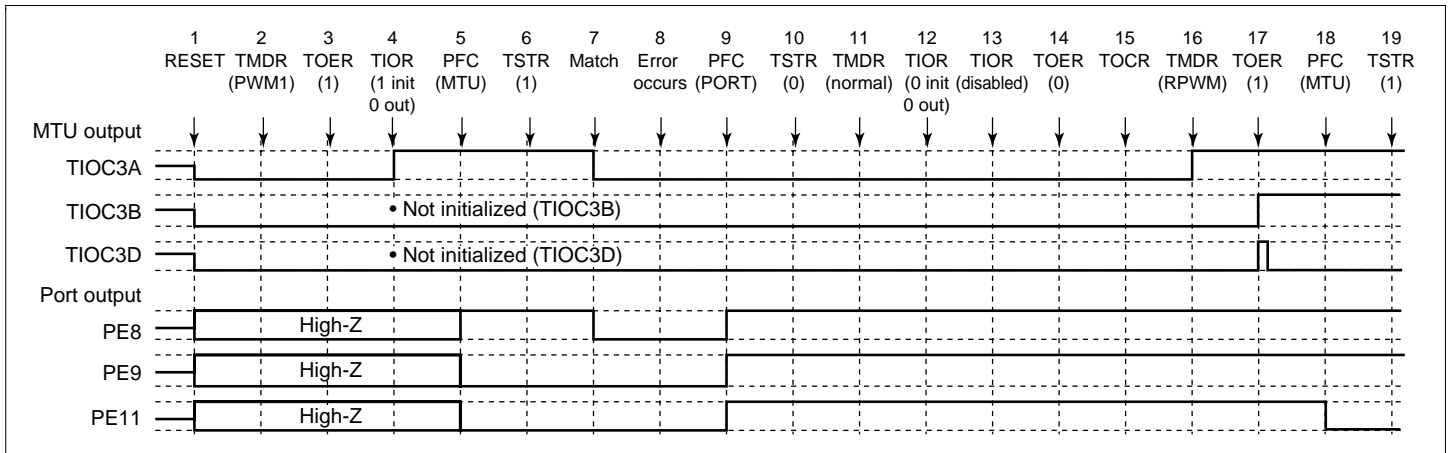 1 2 3 4 5 6 7 8 9 10 11 12 13 14 15 16 17 18 19
RESET TMDR TOER TIOR PFC TSTR Match Error PFC TSTR TMDR TIOR TIOR TOER TOCR TMDR TOER PFC TSTR
(PWM1) (1) (1 init (MTU) (1) occurs (PORT) (0) (normal) (0 init (disabled) (0) (RPWM) (1) (MTU) (1)
0 out) 0 out)
MTU output
TIOC3A
TIOC3B • Not initialized (TIOC3B)
TIOC3D • Not initialized (TIOC3D)
Port output
PE8 High-Z
PE9 High-Z
PE11 High-Z